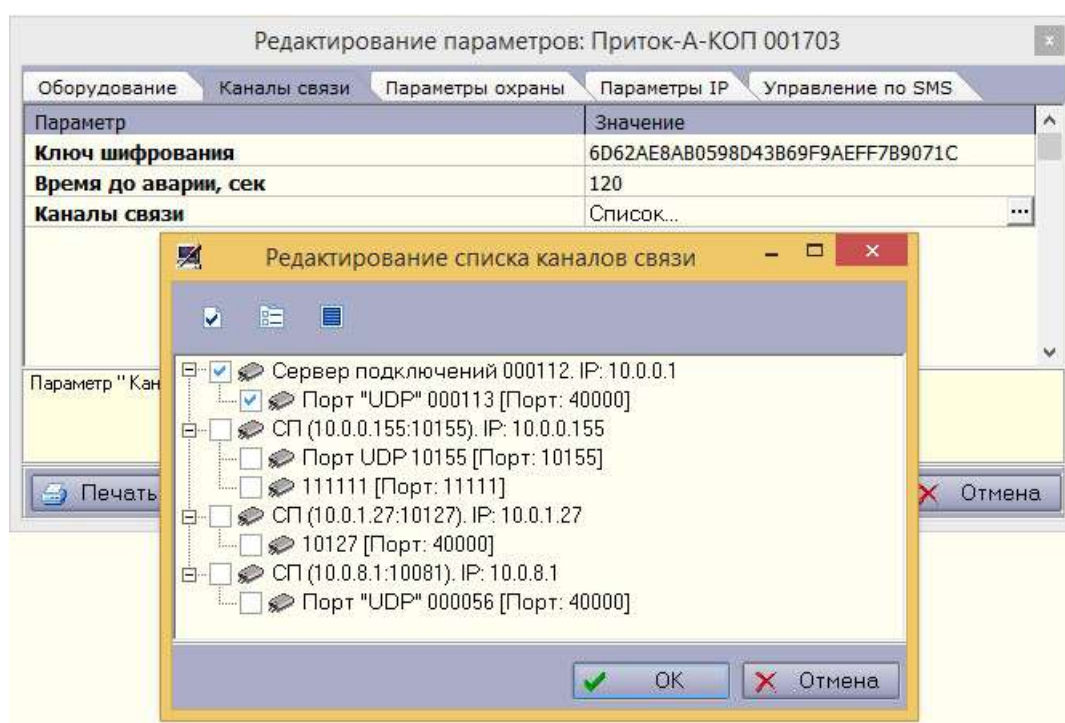 Редактирование параметров: Приток-А-КОП 001703
Оборудование Каналы связи Параметры охраны Параметры IP Управление по SMS
Параметр Значение
Ключ шифрования 6D62AE8AB0598D43B69F9AEFF7B9071C
Время до аварии, сек 120
Каналы связи Список...
Редактирование списка каналов связи
Сервер подключений 000112. IP: 10.0.0.1
Порт "UDP" 000113 [Порт: 40000]
СП (10.0.0.155:10155). IP: 10.0.0.155
Порт UDP 10155 [Порт: 10155]
111111 [Порт: 11111]
СП (10.0.1.27:10127). IP: 10.0.1.27
10127 [Порт: 40000]
СП (10.0.8.1:10081). IP: 10.0.8.1
Порт "UDP" 000056 [Порт: 40000]
Параметр "Кан
Печать Отмена
OK Отмена